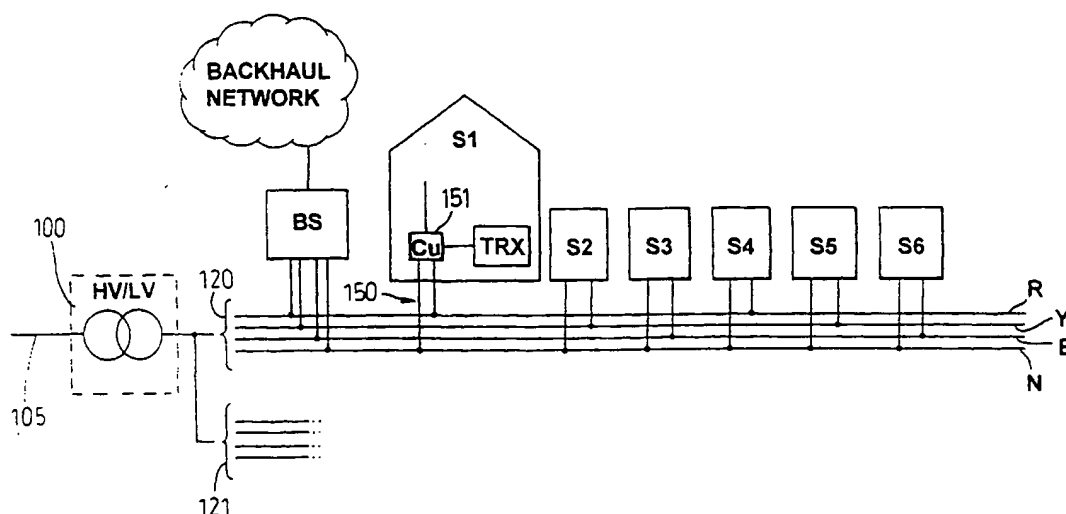 BACKHAUL
NETWORK
S1
151
100
BS
Cu
TRX
S2
S3
S4
S5
S6
HV/LV
120
150
R
Y
B
N
105
121